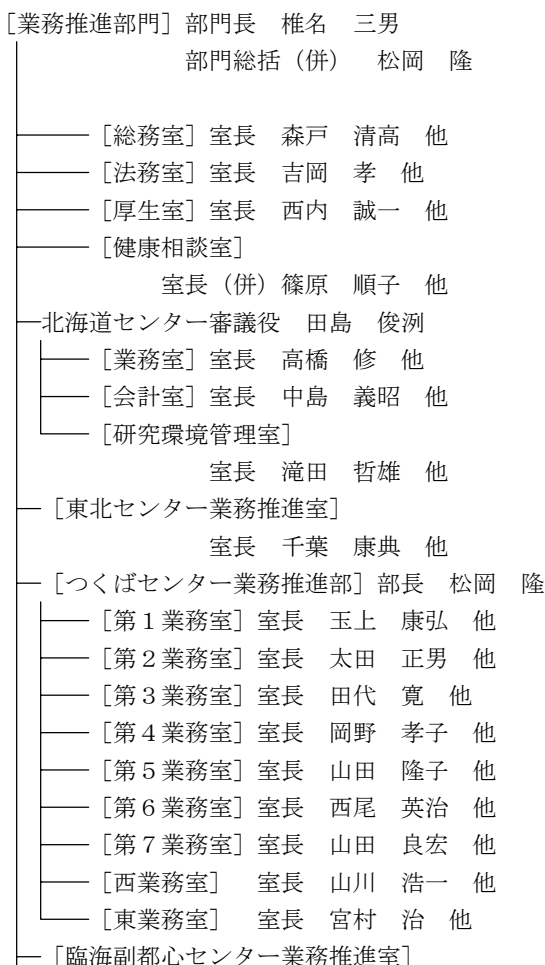 [業務推進部門] 部門長 椎名 三男
部門総括(併) 松岡 隆
[総務室] 室長 森戸 清高 他
[法務室] 室長 吉岡 孝 他
[厚生室] 室長 西内 誠一 他
[健康相談室]
室長(併) 篠原 順子 他
北海道センター審議役 田島 俊洌
[業務室] 室長 高橋 修 他
[会計室] 室長 中島 義昭 他
[研究環境管理室]
室長 滝田 哲雄 他
[東北センター業務推進室]
室長 千葉 康典 他
[つくばセンター業務推進部] 部長 松岡 隆
[第1業務室] 室長 玉上 康弘 他
[第2業務室] 室長 太田 正男 他
[第3業務室] 室長 田代 寛 他
[第4業務室] 室長 岡野 孝子 他
[第5業務室] 室長 山田 隆子 他
[第6業務室] 室長 西尾 英治 他
[第7業務室] 室長 山田 良宏 他
[西業務室] 室長 山川 浩一 他
[東業務室] 室長 宮村 治 他
[臨海副都心センター業務推進室]